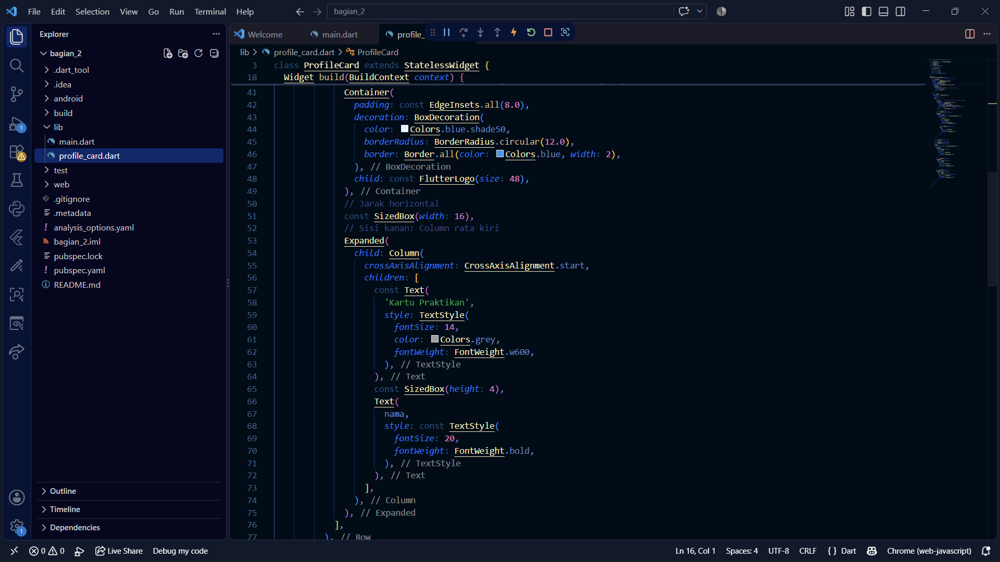 File Edit Selection View Go Run Terminal Help
bagian_2
Explorer
bagian_2
.dart_tool
.idea
android
build
lib
main.dart
profile_card.dart
test
web
.gitignore
.metadata
analysis_options.yaml
bagian_2.iml
pubspec.lock
pubspec.yaml
README.md
Outline
Timeline
Dependencies
1
1
Welcome main.dart profile_
lib > profile_card.dart > ProfileCard
3 class ProfileCard extends StatelessWidget {
18 Widget build(BuildContext context) {
41 Container(
42 padding: const EdgeInsets.all(8.0),
43 decoration: BoxDecoration(
44 color: Colors.blue.shade50,
45 borderRadius: BorderRadius.circular(12.0),
46 border: Border.all(color: Colors.blue, width: 2),
47 ), // BoxDecoration
48 child: const FlutterLogo(size: 48),
49 ), // Container
50 // Jarak horizontal
51 const SizedBox(width: 16),
52 // Sisi kanan: Column rata kiri
53 Expanded(
54 child: Column(
55 crossAxisAlignment: CrossAxisAlignment.start,
56 children: [
57 const Text(
58 'Kartu Praktikan',
59 style: TextStyle(
60 fontSize: 14,
61 color: Colors.grey,
62 fontWeight: FontWeight.w600,
63 ), // TextStyle
64 ), // Text
65 const SizedBox(height: 4),
66 Text(
67 nama,
68 style: const TextStyle(
69 fontSize: 20,
70 fontWeight: FontWeight.bold,
71 ), // TextStyle
72 ), // Text
73 ],
74 ), // Column
75 ), // Expanded
76 ],
77 ), // Row
0 0 Live Share Debug my code Ln 16, Col 1 Spaces: 4 UTF-8 CRLF { } Dart Chrome (web-javascript)